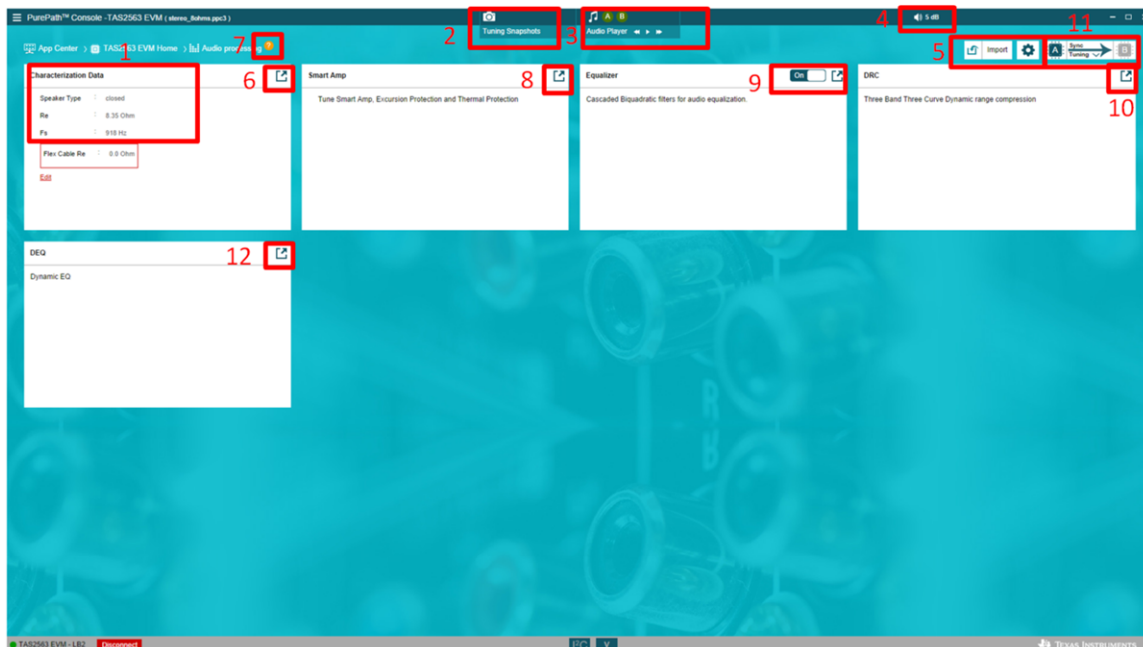 PurePath™ Console -TAS2563 EVM ( stereo_8ohms.ppc3 )
2
Tuning Snapshots
3
A B
Audio Player
4
5 dB
11
App Center > TAS2563 EVM Home > Audio processing
1
7
?
5
Import
A
Sync
Tuning
B
Characterization Data
6
Speaker Type : closed
Re : 8.35 Ohm
Fs : 918 Hz
Flex Cable Re : 0.0 Ohm
Edit
Smart Amp
8
Tune Smart Amp, Excursion Protection and Thermal Protection
Equalizer
9
On
Cascaded Biquadratic filters for audio equalization.
DRC
10
Three Band Three Curve Dynamic range compression
DEQ
12
Dynamic EQ
TAS2563 EVM - LB2
Disconnect
I²C
TEXAS INSTRUMENTS